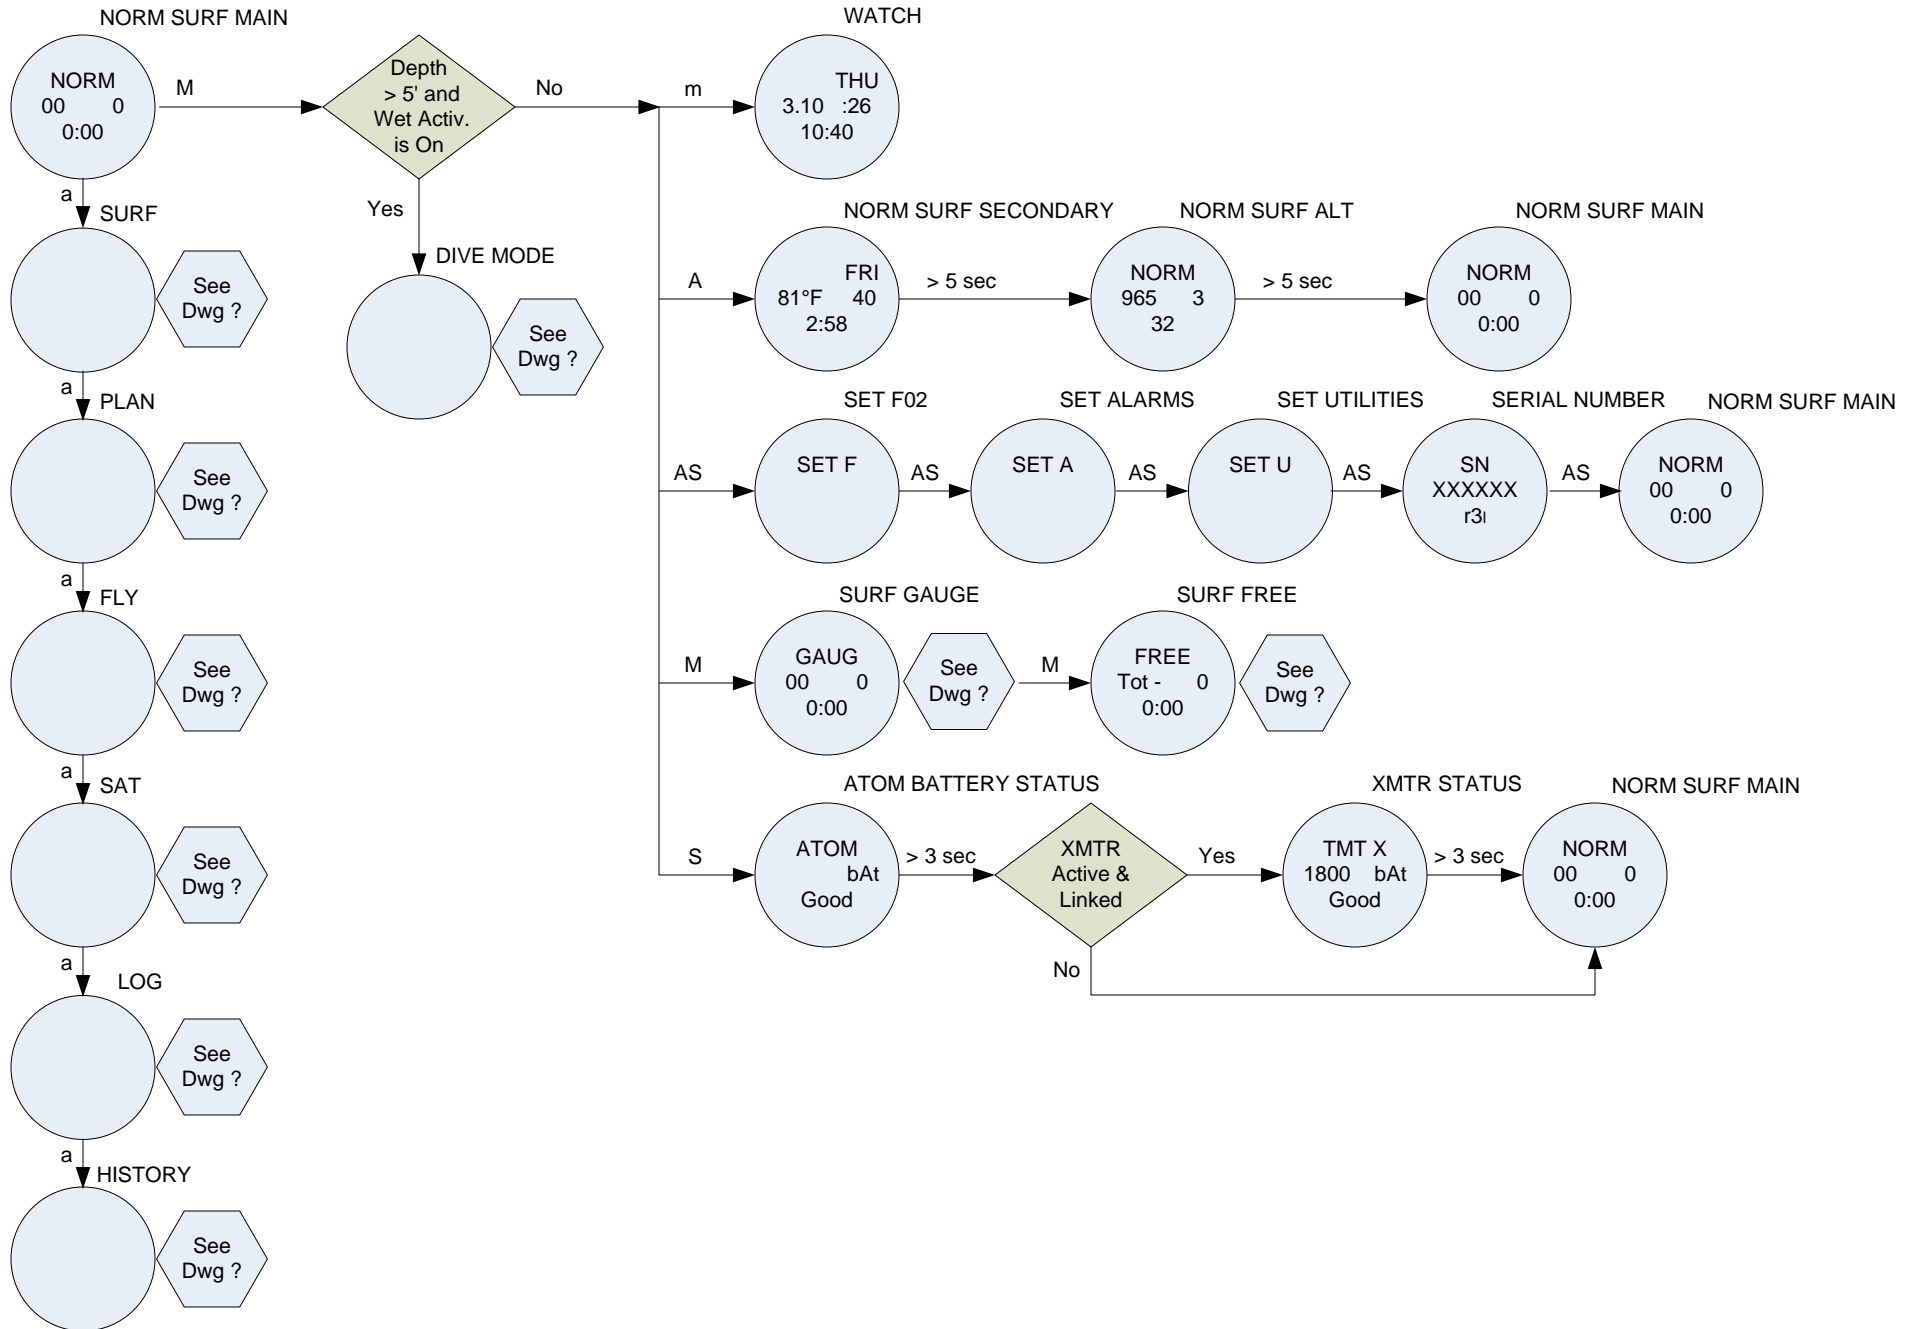 NORM SURF MAIN
NORM
00 0
0:00
M
Depth
> 5' and
Wet Activ.
is On
No
Yes
DIVE MODE
See
Dwg ?
a
SURF
See
Dwg ?
a
PLAN
See
Dwg ?
a
FLY
See
Dwg ?
a
SAT
See
Dwg ?
a
LOG
See
Dwg ?
a
HISTORY
See
Dwg ?
m
WATCH
THU
3.10 :26
10:40
A
NORM SURF SECONDARY
FRI
81°F 40
2:58
> 5 sec
NORM SURF ALT
NORM
965 3
32
> 5 sec
NORM SURF MAIN
NORM
00 0
0:00
AS
SET F02
SET F
AS
SET ALARMS
SET A
AS
SET UTILITIES
SET U
AS
SERIAL NUMBER
SN
XXXXXX
r3ı
AS
NORM SURF MAIN
NORM
00 0
0:00
M
SURF GAUGE
GAUG
00 0
0:00
See
Dwg ?
M
SURF FREE
FREE
Tot - 0
0:00
See
Dwg ?
S
ATOM BATTERY STATUS
ATOM
bAt
Good
> 3 sec
XMTR
Active &
Linked
Yes
No
XMTR STATUS
TMT X
1800 bAt
Good
> 3 sec
NORM SURF MAIN
NORM
00 0
0:00